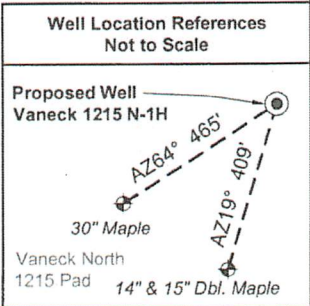 Well Location References
Not to Scale
Proposed Well
Vaneck 1215 N-1H
AZ64° 465'
AZ19° 409'
30" Maple
Vaneck North
1215 Pad
14" & 15" Dbl. Maple